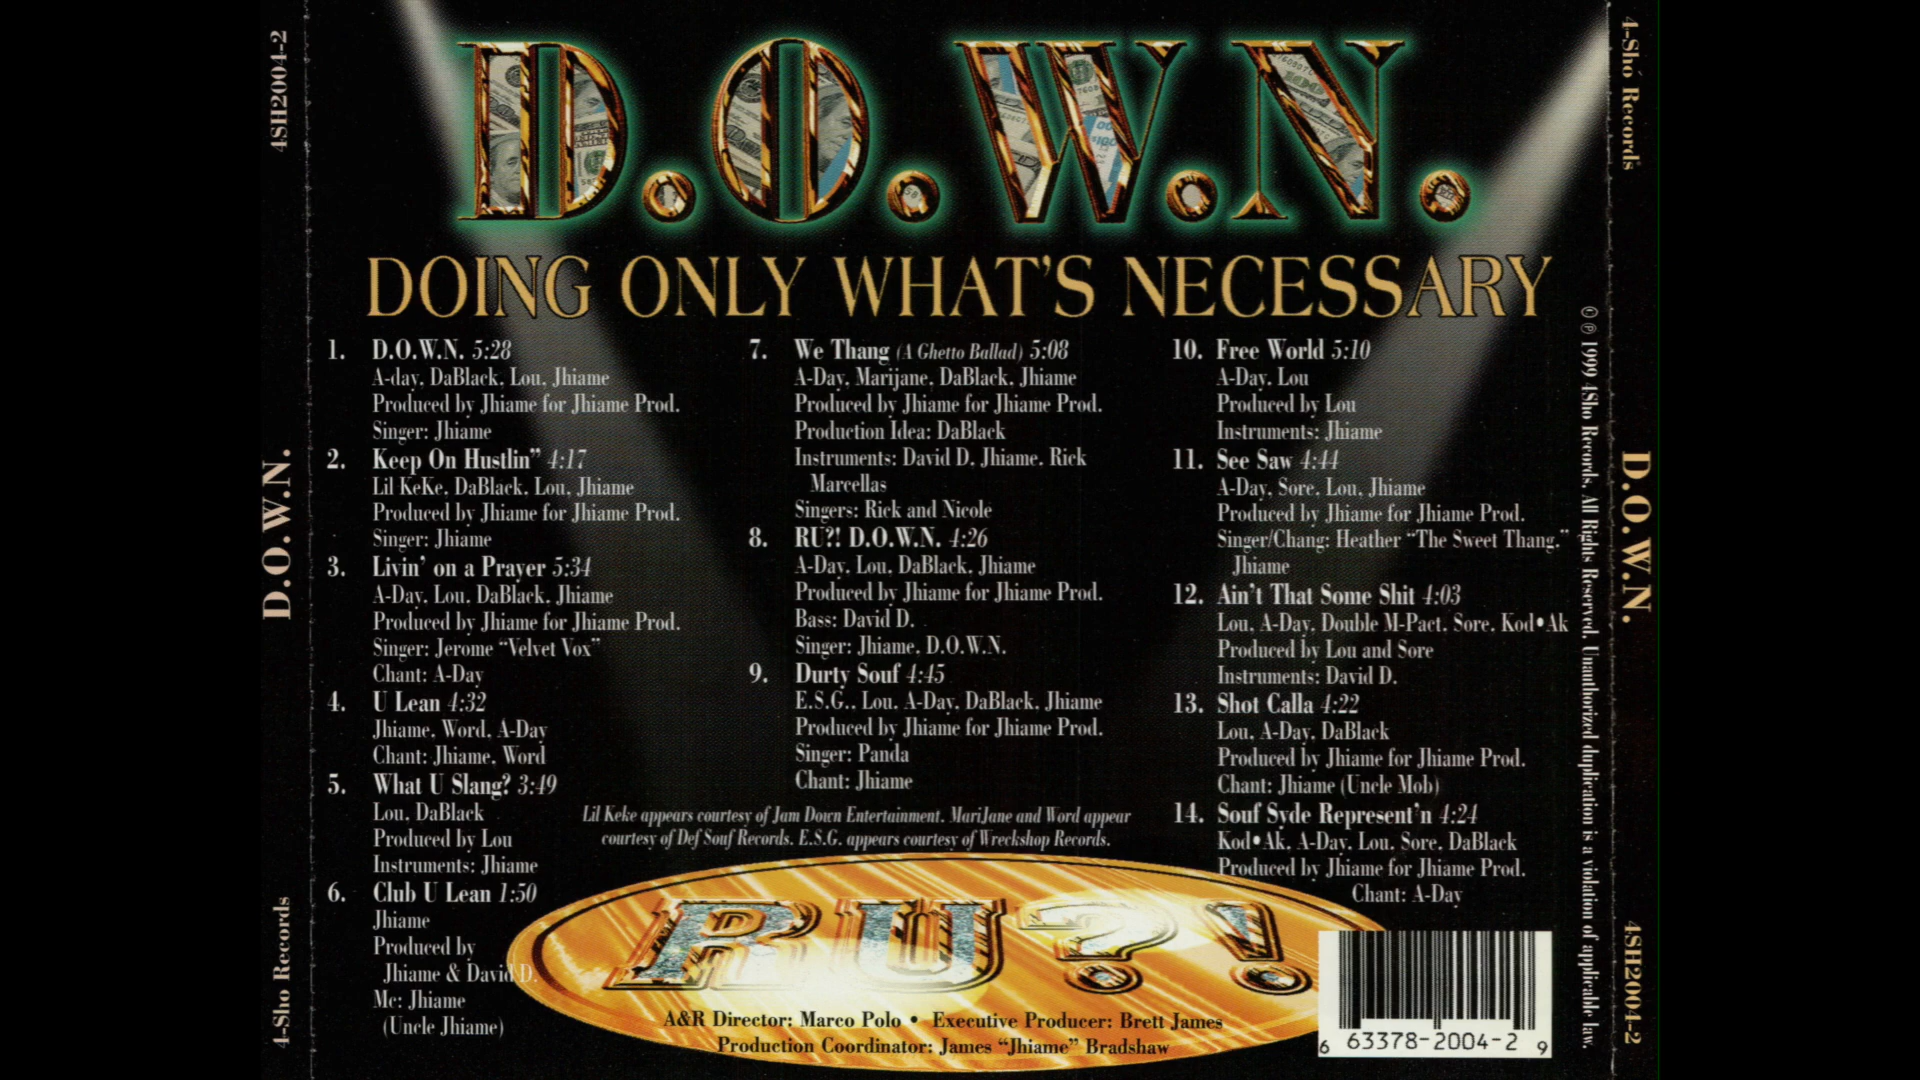 4SH2004-2
D.O.W.N.
4-Sho Records
D.O.W.N.
DOING ONLY WHAT'S NECESSARY
1. D.O.W.N. 5:28
A-day, DaBlack, Lou, Jhiame
Produced by Jhiame for Jhiame Prod.
Singer: Jhiame
2. Keep On Hustlin” 4:17
Lil KeKe, DaBlack, Lou, Jhiame
Produced by Jhiame for Jhiame Prod.
Singer: Jhiame
3. Livin’ on a Prayer 5:34
A-Day, Lou, DaBlack, Jhiame
Produced by Jhiame for Jhiame Prod.
Singer: Jerome “Velvet Vox”
Chant: A-Day
4. U Lean 4:32
Jhiame, Word, A-Day
Chant: Jhiame, Word
5. What U Slang? 3:49
Lou, DaBlack
Produced by Lou
Instruments: Jhiame
6. Club U Lean 1:50
Jhiame
Produced by
Jhiame & David D.
Mc: Jhiame
(Uncle Jhiame)
7. We Thang (A Ghetto Ballad) 5:08
A-Day, Marijane, DaBlack, Jhiame
Produced by Jhiame for Jhiame Prod.
Production Idea: DaBlack
Instruments: David D, Jhiame, Rick
Marcellas
Singers: Rick and Nicole
8. RU?! D.O.W.N. 4:26
A-Day, Lou, DaBlack, Jhiame
Produced by Jhiame for Jhiame Prod.
Bass: David D.
Singer: Jhiame, D.O.W.N.
9. Durty Souf 4:45
E.S.G., Lou, A-Day, DaBlack, Jhiame
Produced by Jhiame for Jhiame Prod.
Singer: Panda
Chant: Jhiame
10. Free World 5:10
A-Day, Lou
Produced by Lou
Instruments: Jhiame
11. See Saw 4:44
A-Day, Sore, Lou, Jhiame
Produced by Jhiame for Jhiame Prod.
Singer/Chang: Heather “The Sweet Thang,”
Jhiame
12. Ain’t That Some Shit 4:03
Lou, A-Day, Double M-Pact, Sore, Kod•Ak
Produced by Lou and Sore
Instruments: David D.
13. Shot Calla 4:22
Lou, A-Day, DaBlack
Produced by Jhiame for Jhiame Prod.
Chant: Jhiame (Uncle Mob)
14. Souf Syde Represent’n 4:24
Kod•Ak, A-Day, Lou, Sore, DaBlack
Produced by Jhiame for Jhiame Prod.
Chant: A-Day
Lil Keke appears courtesy of Jam Down Entertainment. MariJane and Word appear
courtesy of Def Souf Records. E.S.G. appears courtesy of Wreckshop Records.
RU?!
A&R Director: Marco Polo • Executive Producer: Brett James
Production Coordinator: James “Jhiame” Bradshaw
6 63378-2004-2 9
© ℗ 1999 4Sho Records. All Rights Reserved. Unauthorized duplication is a violation of applicable law.
4-Shó Records
D.O.W.N.
4SH2004-2